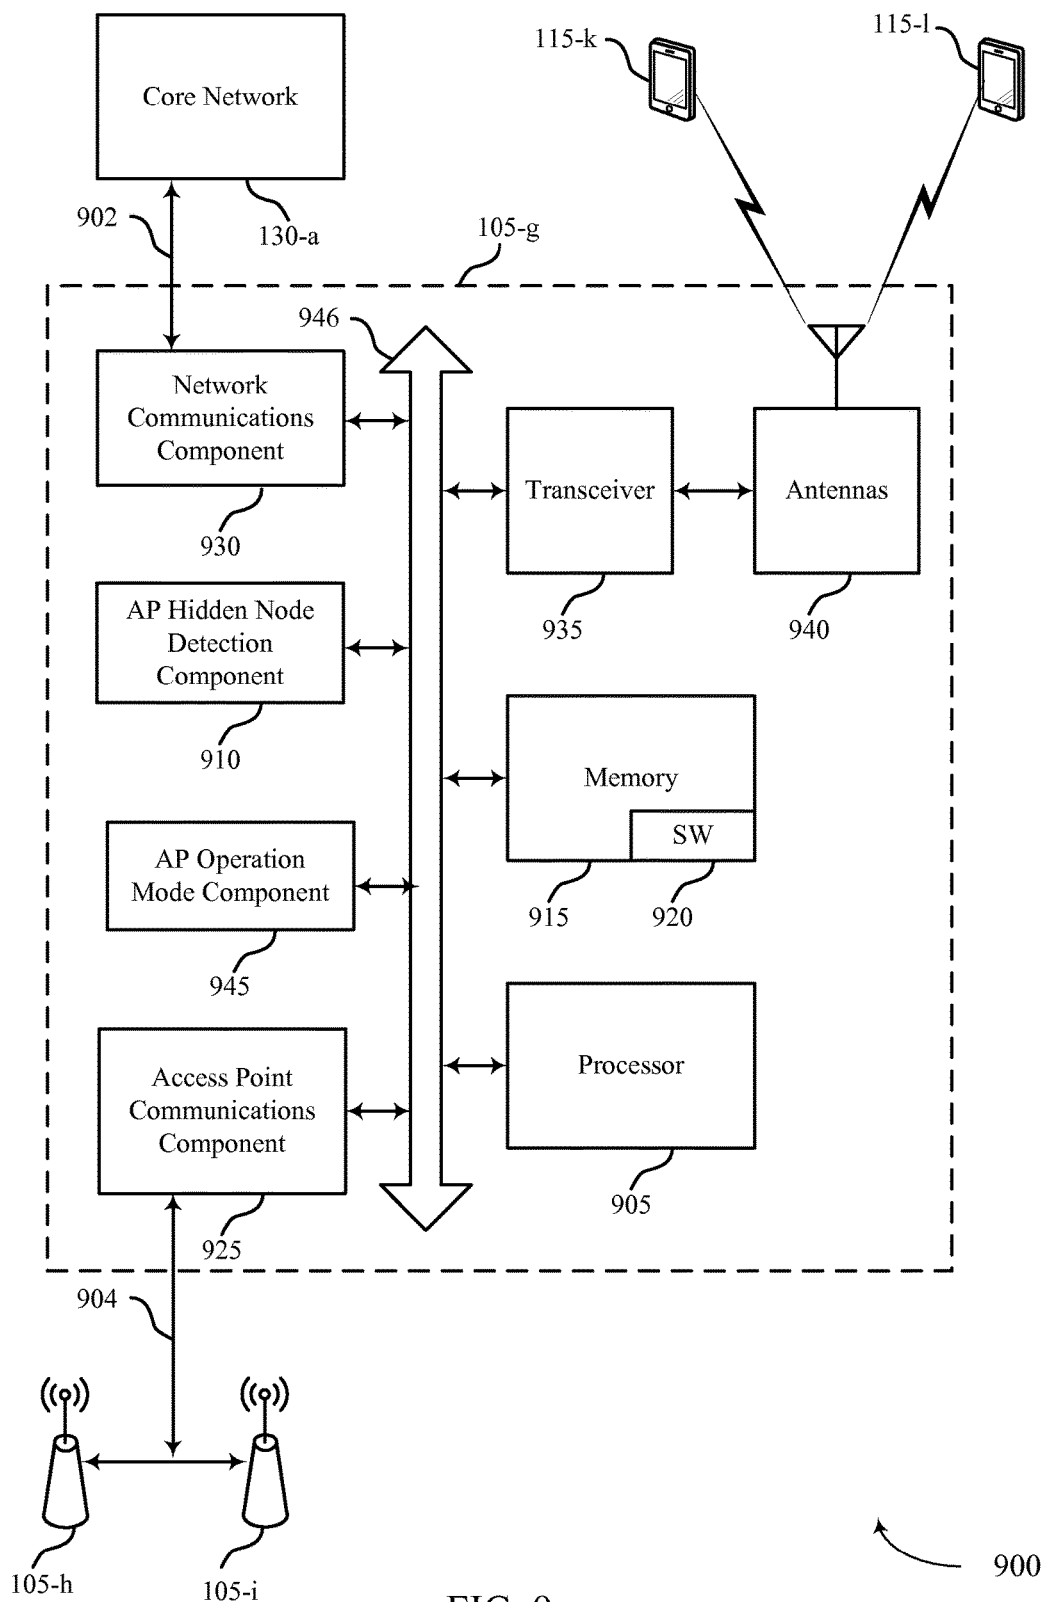 115-k
115-l
Core Network
902
130-a
105-g
946
Network
Communications
Component
930
Transceiver
935
Antennas
940
AP Hidden Node
Detection
Component
910
Memory
SW
915
920
AP Operation
Mode Component
945
Processor
905
Access Point
Communications
Component
925
904
105-h
105-i
900
FIG. 9